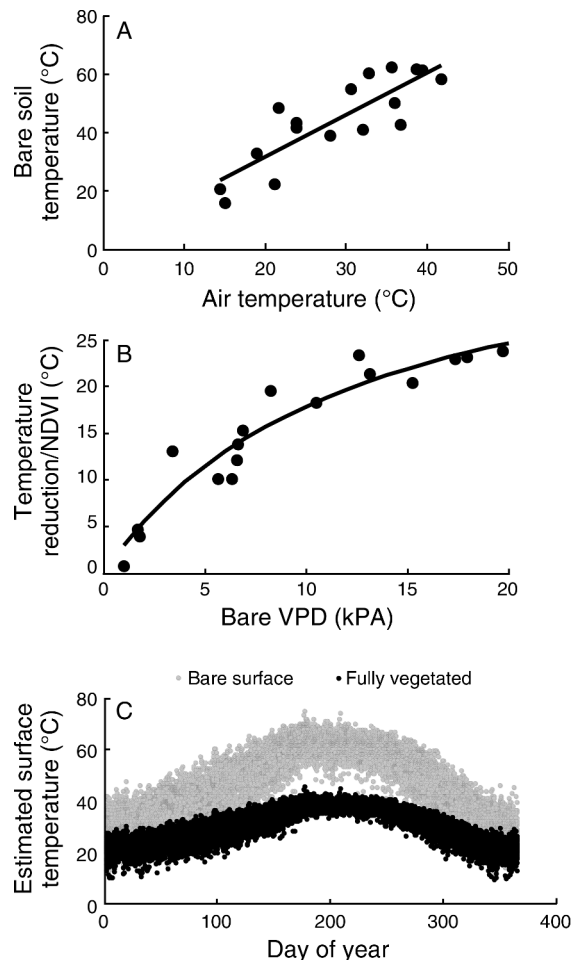 A
Bare soil
temperature (°C)
80
60
40
20
0
0 10 20 30 40 50
Air temperature (°C)
B
Temperature
reduction/NDVI (°C)
25
20
15
10
5
0
0 5 10 15 20
Bare VPD (kPA)
Bare surface Fully vegetated
C
Estimated surface
temperature (°C)
80
60
40
20
0
0 100 200 300 400
Day of year